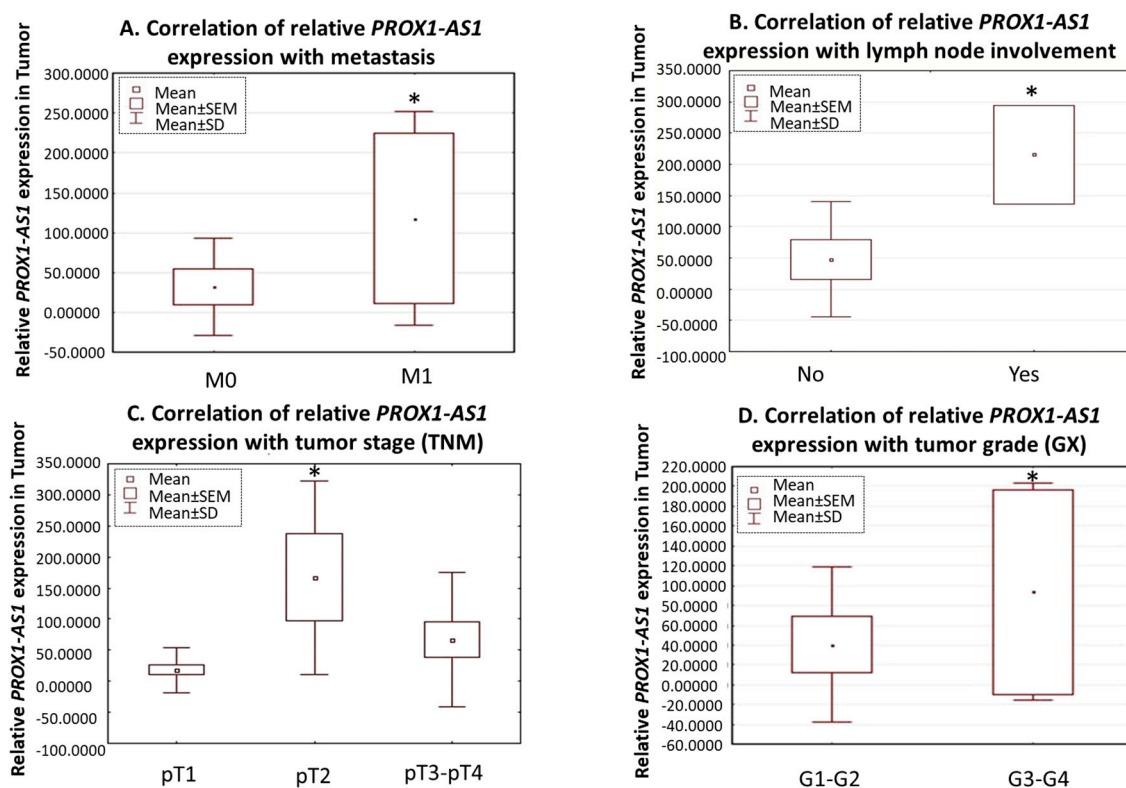 A. Correlation of relative PROX1-AS1
expression with metastasis
Relative PROX1-AS1 expression in Tumor
300.0000
250.0000
200.0000
150.0000
100.0000
50.0000
0.00000
-50.0000
Mean
Mean±SEM
Mean±SD
*
M0
M1
B. Correlation of relative PROX1-AS1
expression with lymph node involvement
Relative PROX1-AS1 expression in Tumor
350.0000
300.0000
250.0000
200.0000
150.0000
100.0000
50.0000
0.00000
-50.0000
-100.0000
Mean
Mean±SEM
Mean±SD
*
No
Yes
C. Correlation of relative PROX1-AS1
expression with tumor stage (TNM)
Relative PROX1-AS1 expression in Tumor
350.0000
300.0000
250.0000
200.0000
150.0000
100.0000
50.0000
0.00000
-50.0000
-100.0000
Mean
Mean±SEM
Mean±SD
*
pT1
pT2
pT3-pT4
D. Correlation of relative PROX1-AS1
expression with tumor grade (GX)
Relative PROX1-AS1 expression in Tumor
220.0000
200.0000
180.0000
160.0000
140.0000
120.0000
100.0000
50.0000
60.0000
40.0000
20.0000
0.00000
-20.0000
-40.0000
-60.0000
Mean
Mean±SEM
Mean±SD
*
G1-G2
G3-G4